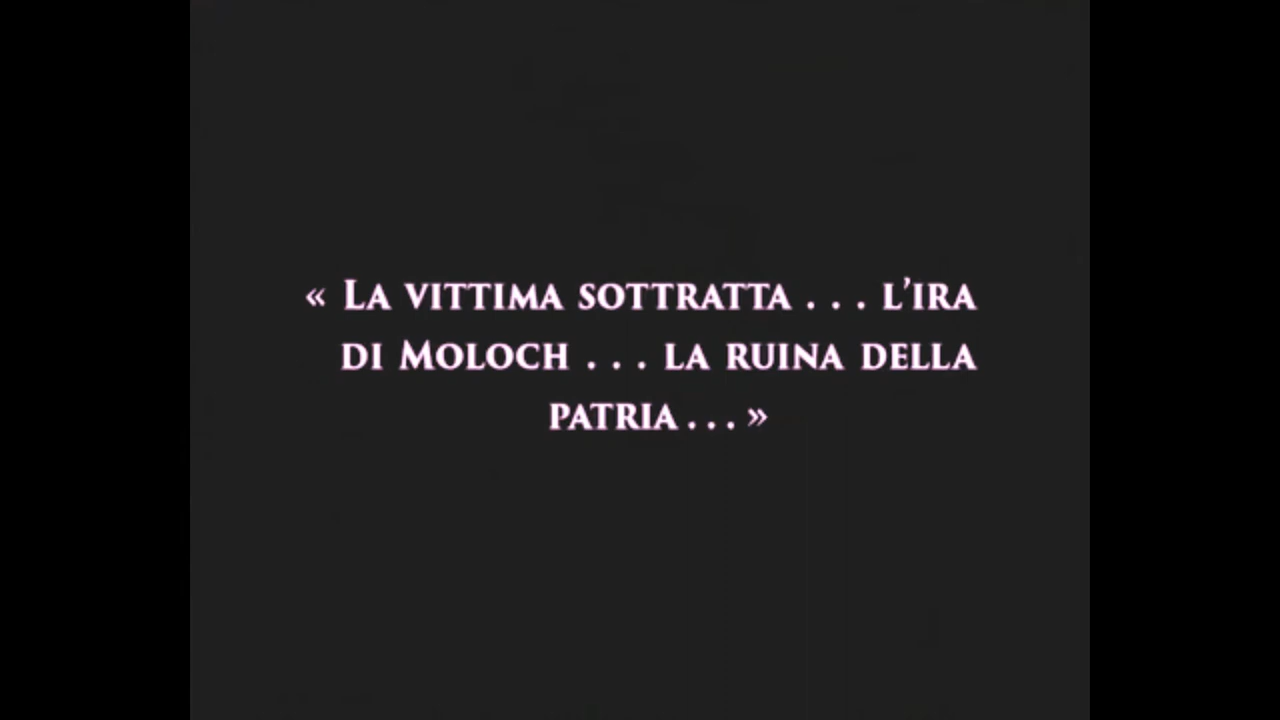 « La vittima sottratta . . . l’ira
di Moloch . . . la ruina della
patria . . . »